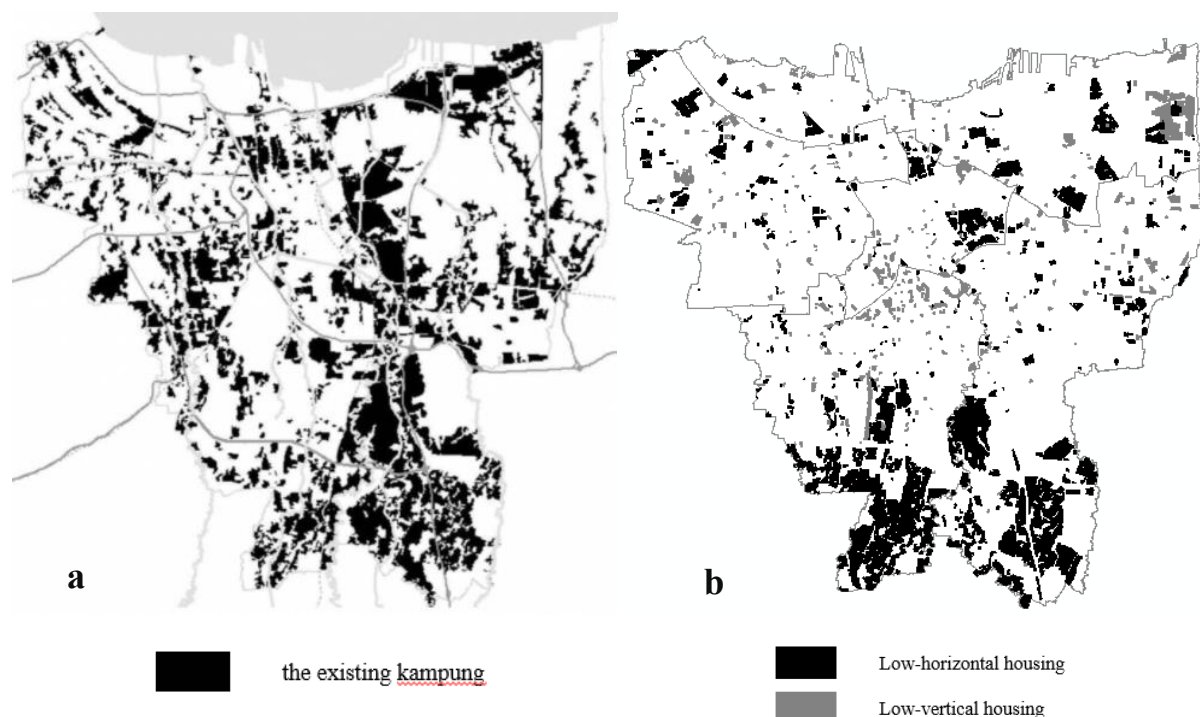 a
b
the existing kampung
Low-horizontal housing
Low-vertical housing